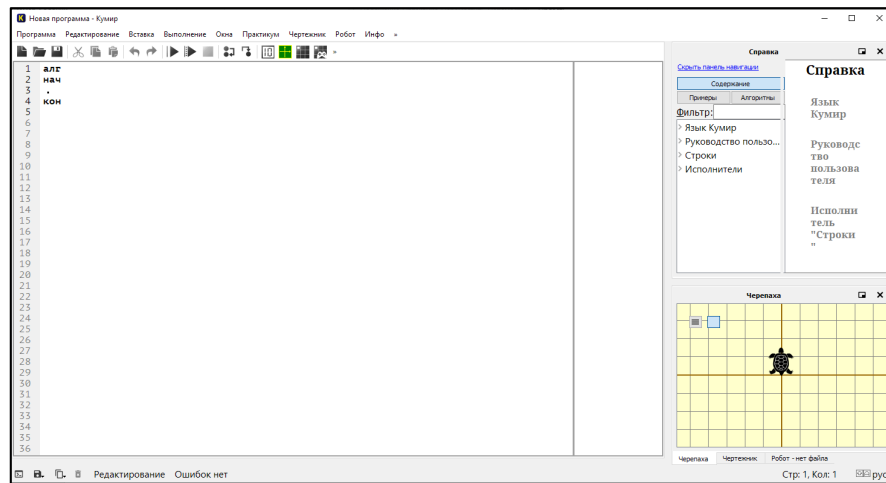 Новая программа - Кумир
Программа Редактирование Вставка Выполнение Окна Практикум Чертежник Робот Инфо »
1 алг
2 нач
3 .
4 кон
5
6
7
8
9
10
11
12
13
14
15
16
17
18
19
20
21
22
23
24
25
26
27
28
29
30
31
32
33
34
35
36
Справка
Скрыть панель навигации
Содержание
Примеры Алгоритмы
Фильтр:
> Язык Кумир
> Руководство пользо...
> Строки
> Исполнители
Справка
Язык
Кумир
Руководс
тво
пользова
теля
Исполни
тель
"Строки
"
Черепаха
Черепаха Чертежник Робот - нет файла
Редактирование Ошибок нет
Стр: 1, Кол: 1 рус